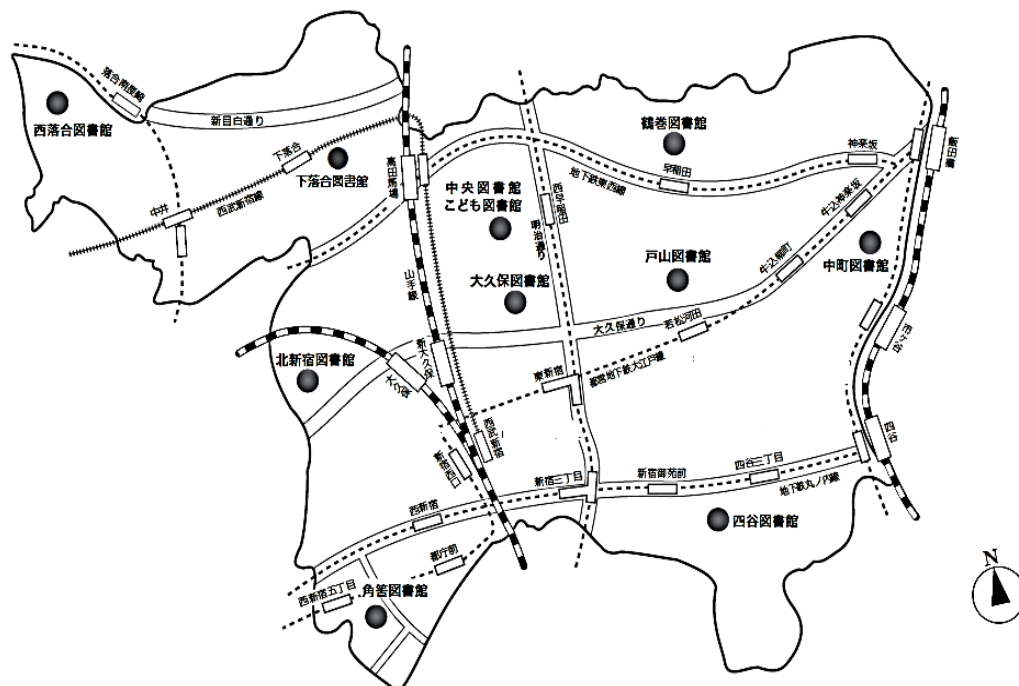 落合南長崎
西落合図書館
新目白通り
下落合
下落合図書館
高田馬場
中井
西武新宿線
鶴巻図書館
早稲田
地下鉄東西線
神楽坂
飯田橋
中央図書館
こども図書館
西早稲田
明治通り
牛込神楽坂
中町図書館
戸山図書館
牛込柳町
大久保図書館
山手線
大久保通り
若松河田
市ヶ谷
北新宿図書館
新大久保
大久保
東新宿
都営地下鉄大江戸線
西武新宿
新宿西口
四谷
新宿三丁目
新宿御苑前
四谷三丁目
地下鉄丸ノ内線
西新宿
四谷図書館
都庁前
西新宿五丁目
角筈図書館
N